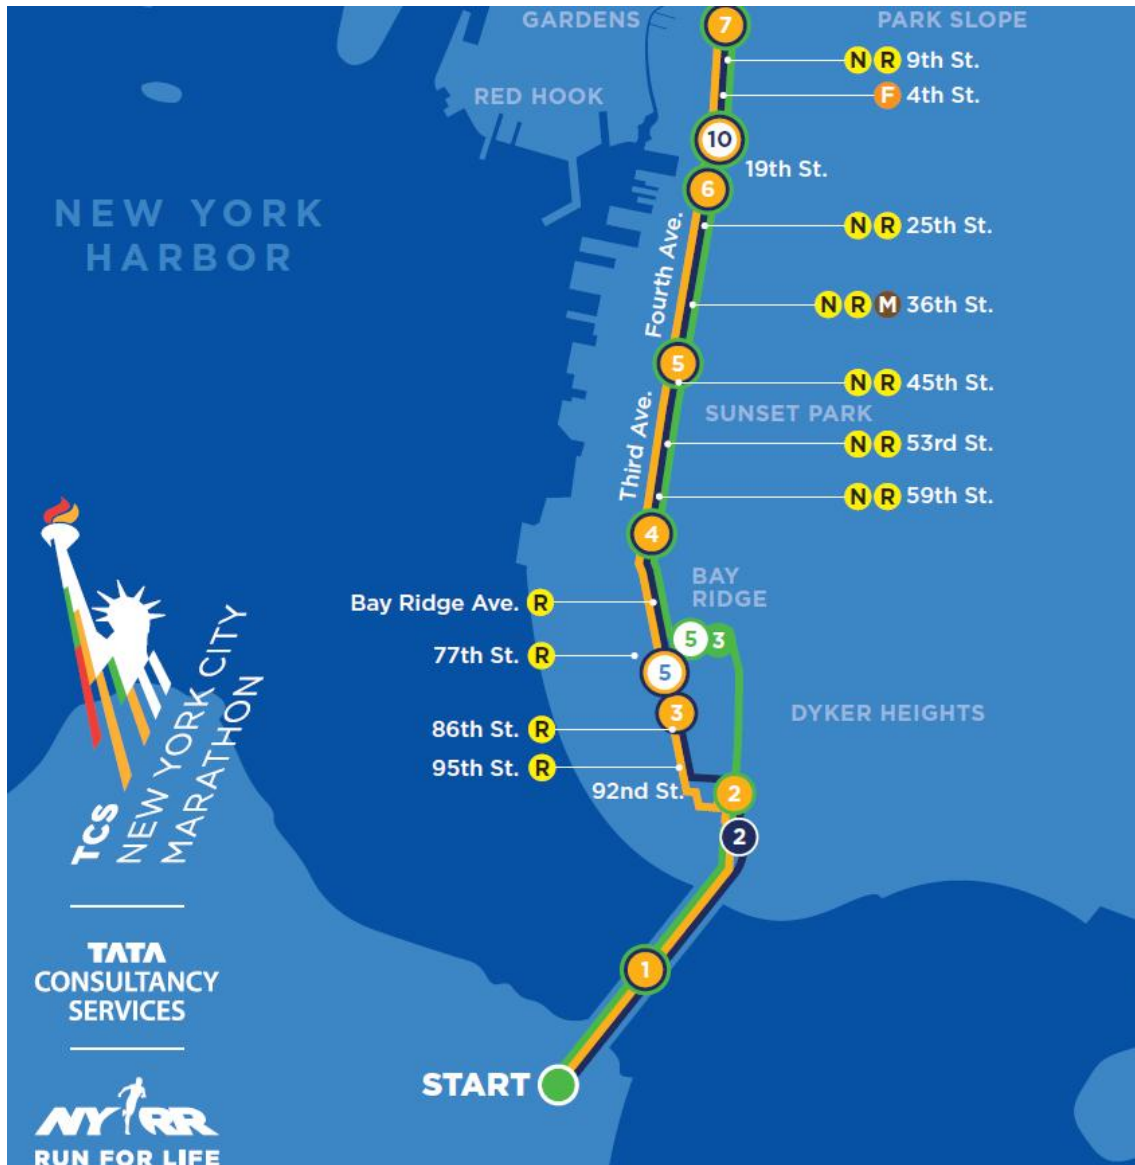 GARDENS
7
PARK SLOPE
N R 9th St.
RED HOOK
F 4th St.
10
19th St.
6
NEW YORK
HARBOR
Fourth Ave.
N R 25th St.
N R M 36th St.
5
N R 45th St.
Third Ave.
SUNSET PARK
N R 53rd St.
N R 59th St.
4
BAY
RIDGE
Bay Ridge Ave. R
5 3
77th St. R
5
3
DYKER HEIGHTS
86th St. R
95th St. R
92nd St.
2
2
TCS
NEW YORK CITY
MARATHON
TATA
CONSULTANCY
SERVICES
1
START
NYRR
RUN FOR LIFE